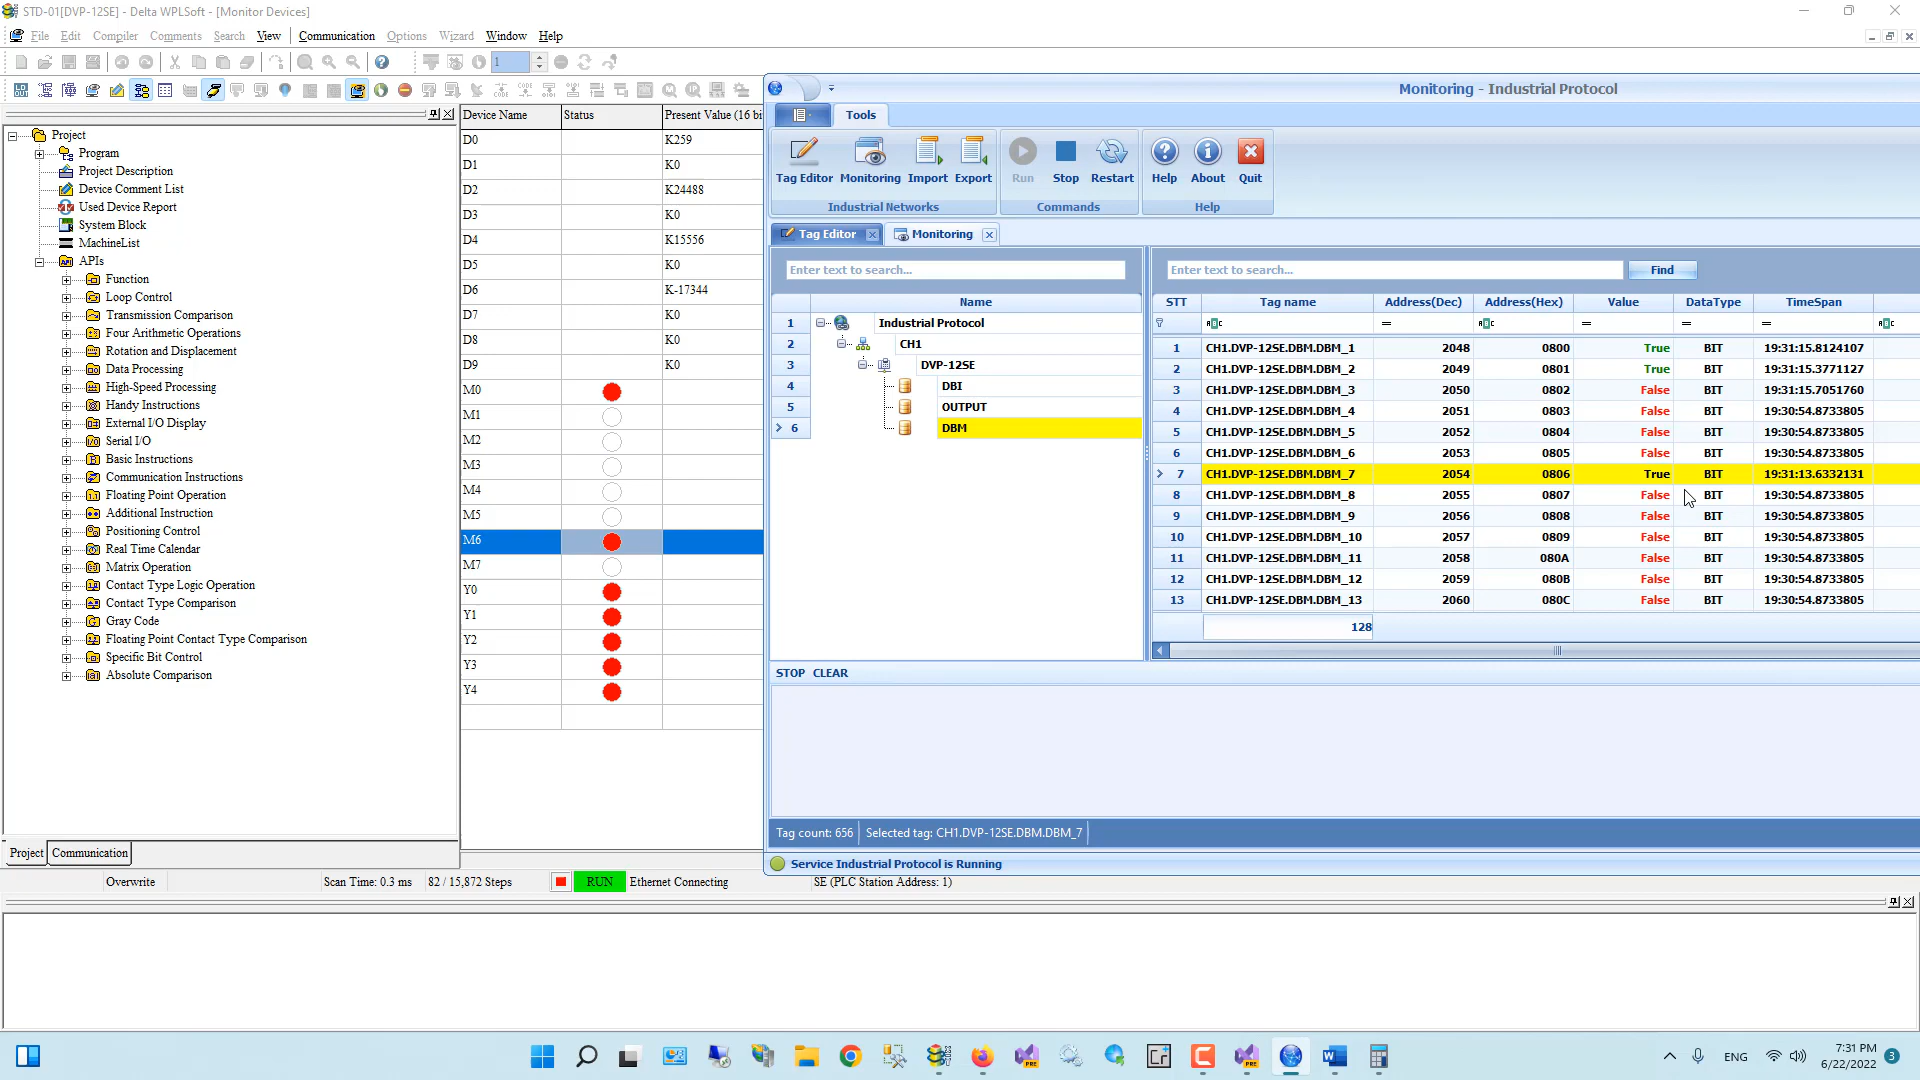 STD-01[DVP-12SE] - Delta WPLSoft - [Monitor Devices]
File Edit Compiler Comments Search View Communication Options Wizard Window Help
1
Project
Program
Project Description
Device Comment List
Used Device Report
System Block
MachineList
APIs
Function
Loop Control
Transmission Comparison
Four Arithmetic Operations
Rotation and Displacement
Data Processing
High-Speed Processing
Handy Instructions
External I/O Display
Serial I/O
Basic Instructions
Communication Instructions
Floating Point Operation
Additional Instruction
Positioning Control
Real Time Calendar
Matrix Operation
Contact Type Logic Operation
Contact Type Comparison
Gray Code
Floating Point Contact Type Comparison
Specific Bit Control
Absolute Comparison
Project Communication
Device Name Status Present Value (16 bi
D0 K259
D1 K0
D2 K24488
D3 K0
D4 K15556
D5 K0
D6 K-17344
D7 K0
D8 K0
D9 K0
M0
M1
M2
M3
M4
M5
M6
M7
Y0
Y1
Y2
Y3
Y4
Monitoring - Industrial Protocol
Tools
Tag Editor Monitoring Import Export Run Stop Restart Help About Quit
Industrial Networks Commands Help
Tag Editor Monitoring
Enter text to search...
Name
1 Industrial Protocol
2 CH1
3 DVP-12SE
4 DBI
5 OUTPUT
6 DBM
Enter text to search... Find
STT Tag name Address(Dec) Address(Hex) Value DataType TimeSpan
1 CH1.DVP-12SE.DBM.DBM_1 2048 0800 True BIT 19:31:15.8124107
2 CH1.DVP-12SE.DBM.DBM_2 2049 0801 True BIT 19:31:15.3771127
3 CH1.DVP-12SE.DBM.DBM_3 2050 0802 False BIT 19:31:15.7051760
4 CH1.DVP-12SE.DBM.DBM_4 2051 0803 False BIT 19:30:54.8733805
5 CH1.DVP-12SE.DBM.DBM_5 2052 0804 False BIT 19:30:54.8733805
6 CH1.DVP-12SE.DBM.DBM_6 2053 0805 False BIT 19:30:54.8733805
7 CH1.DVP-12SE.DBM.DBM_7 2054 0806 True BIT 19:31:13.6332131
8 CH1.DVP-12SE.DBM.DBM_8 2055 0807 False BIT 19:30:54.8733805
9 CH1.DVP-12SE.DBM.DBM_9 2056 0808 False BIT 19:30:54.8733805
10 CH1.DVP-12SE.DBM.DBM_10 2057 0809 False BIT 19:30:54.8733805
11 CH1.DVP-12SE.DBM.DBM_11 2058 080A False BIT 19:30:54.8733805
12 CH1.DVP-12SE.DBM.DBM_12 2059 080B False BIT 19:30:54.8733805
13 CH1.DVP-12SE.DBM.DBM_13 2060 080C False BIT 19:30:54.8733805
128
STOP CLEAR
Tag count: 656 Selected tag: CH1.DVP-12SE.DBM.DBM_7
Service Industrial Protocol is Running
Overwrite Scan Time: 0.3 ms 82 / 15,872 Steps RUN Ethernet Connecting SE (PLC Station Address: 1)
ENG 7:31 PM
6/22/2022 3